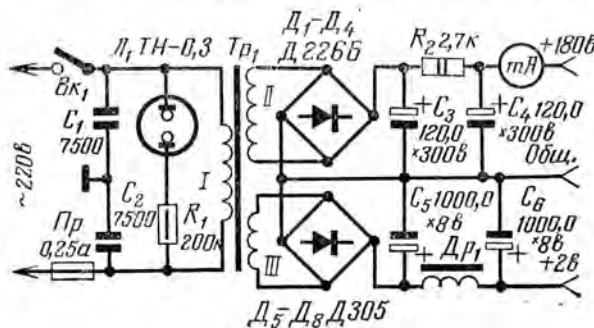 Л₁ ТН-0,3
Тр₁
Д₁-Д₄
Д226Б
R₂ 2,7к
mA
+180в
Вк₁
C₁
7500
II
+ C₃
120,0
×300в
+ C₄ 120,0
×300в
Общ.
~220в
I
C₂
7500
R₁
200к
Пр
0,25а
III
C₅ 1000,0
×8в
+
Др₁
C₆
1000,0
×8в
+
+2в
Д₅-Д₈ Д305